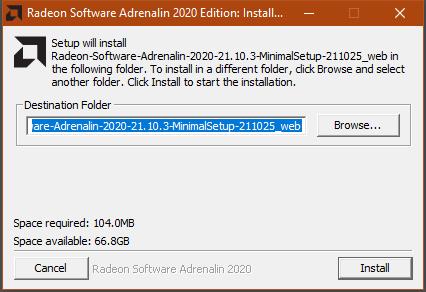 Radeon Software Adrenalin 2020 Edition: Install...
Setup will install
Radeon-Software-Adrenalin-2020-21.10.3-MinimalSetup-211025_web in
the following folder. To install in a different folder, click Browse and select
another folder. Click Install to start the installation.
Destination Folder
are-Adrenalin-2020-21.10.3-MinimalSetup-211025_web
Browse...
Space required: 104.0MB
Space available: 66.8GB
Cancel
Radeon Software Adrenalin 2020
Install